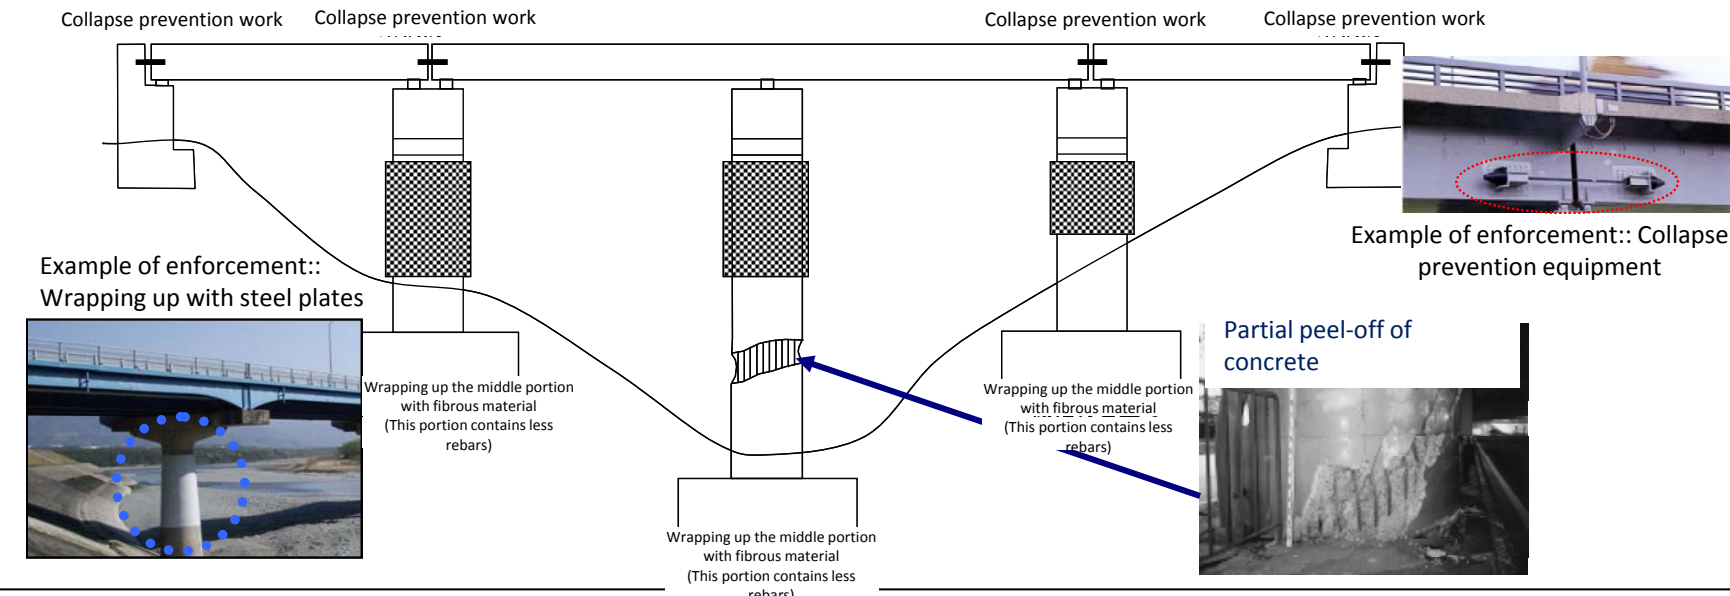 Collapse prevention work
Collapse prevention work
Collapse prevention work
Collapse prevention work
Example of enforcement:: Collapse
prevention equipment
Example of enforcement::
Wrapping up with steel plates
Partial peel-off of
concrete
Wrapping up the middle portion
with fibrous material
(This portion contains less
rebars)
Wrapping up the middle portion
with fibrous material
(This portion contains less
rebars)
Wrapping up the middle portion
with fibrous material
(This portion contains less
rebars)